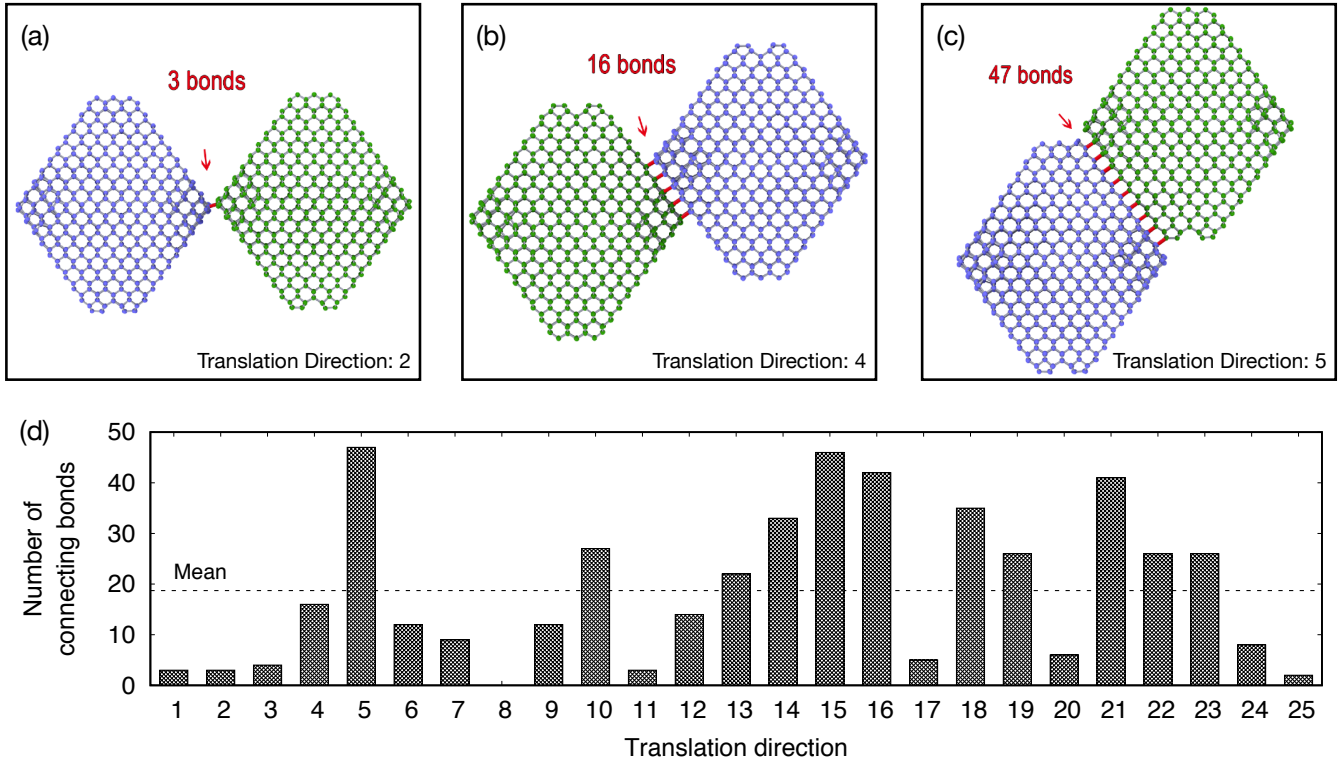 (a)
3 bonds
Translation Direction: 2
(b)
16 bonds
Translation Direction: 4
(c)
47 bonds
Translation Direction: 5
(d)
Number of
connecting bonds
50
40
30
20
10
0
Mean
1 2 3 4 5 6 7 8 9 10 11 12 13 14 15 16 17 18 19 20 21 22 23 24 25
Translation direction